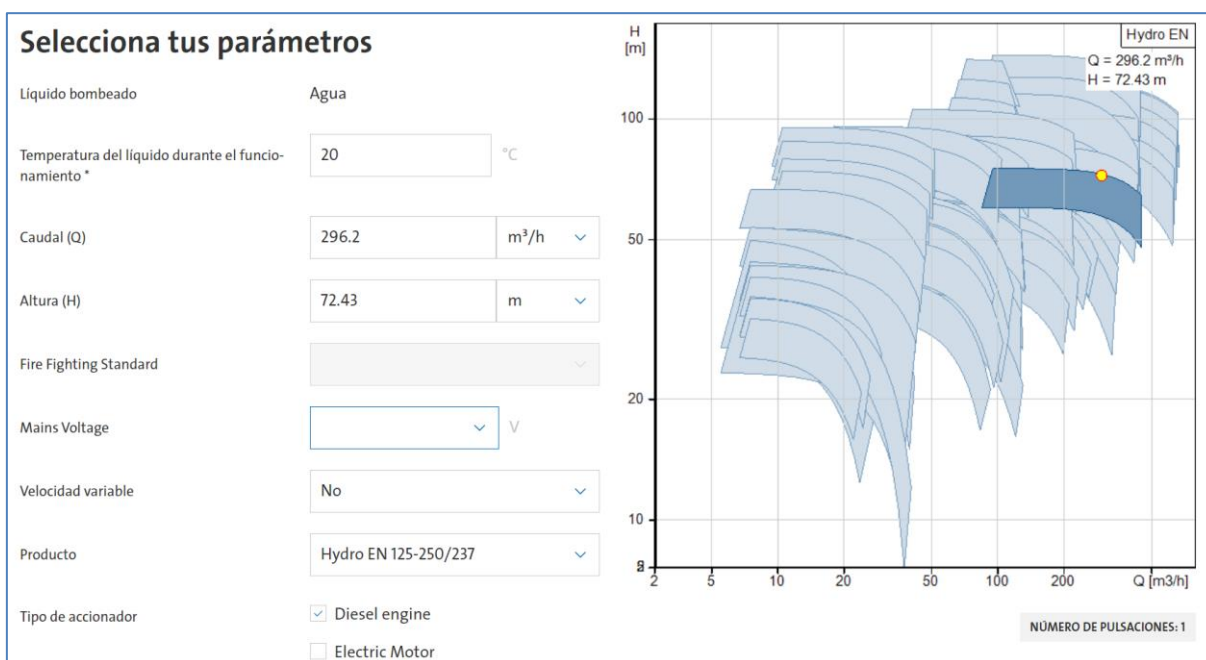 Selecciona tus parámetros
Líquido bombeado
Agua
Temperatura del líquido durante el funcio-
namiento *
20
°C
Caudal (Q)
296.2
m³/h
Altura (H)
72.43
m
Fire Fighting Standard
Mains Voltage
V
Velocidad variable
No
Producto
Hydro EN 125-250/237
Tipo de accionador
Diesel engine
Electric Motor
H
[m]
Hydro EN
Q = 296.2 m³/h
H = 72.43 m
100
50
20
10
2
5
10
20
50
100
200
Q [m3/h]
NÚMERO DE PULSACIONES: 1